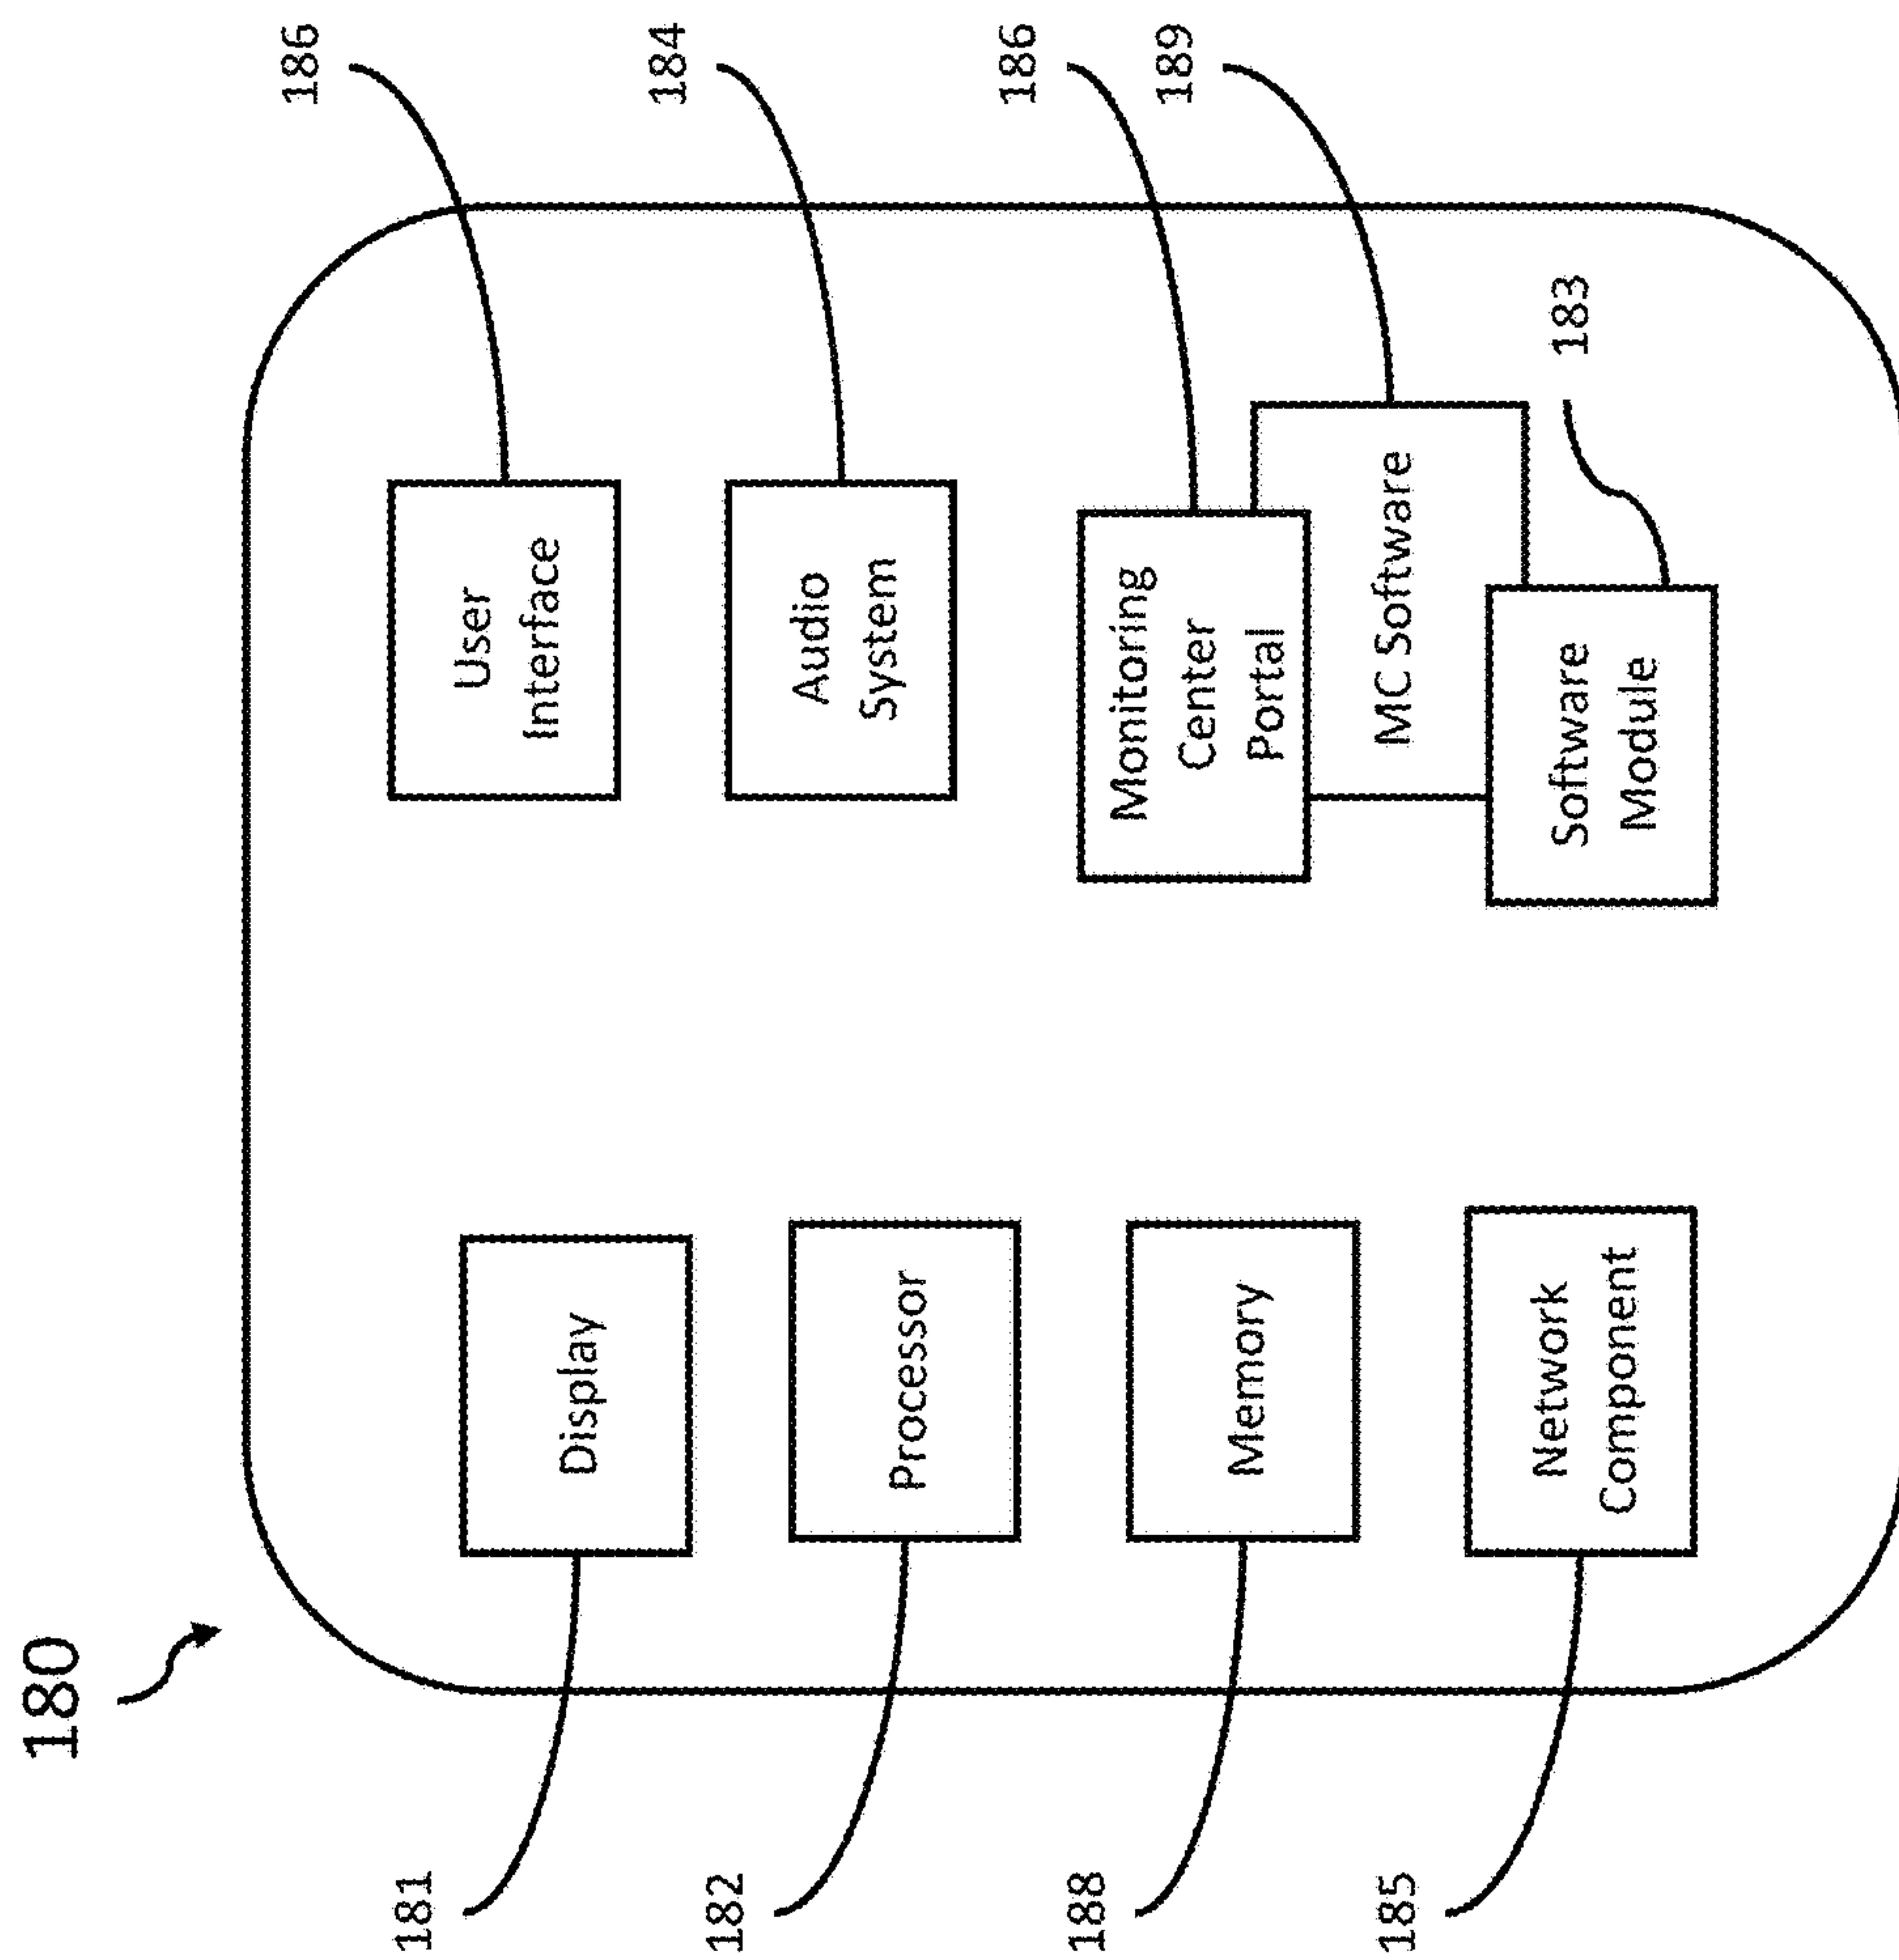 180
181
Display
182
Processor
188
Memory
185
Network
Component
User
Interface
186
Audio
System
184
Monitoring
Center
Portal
186
MC Software
189
Software
Module
183